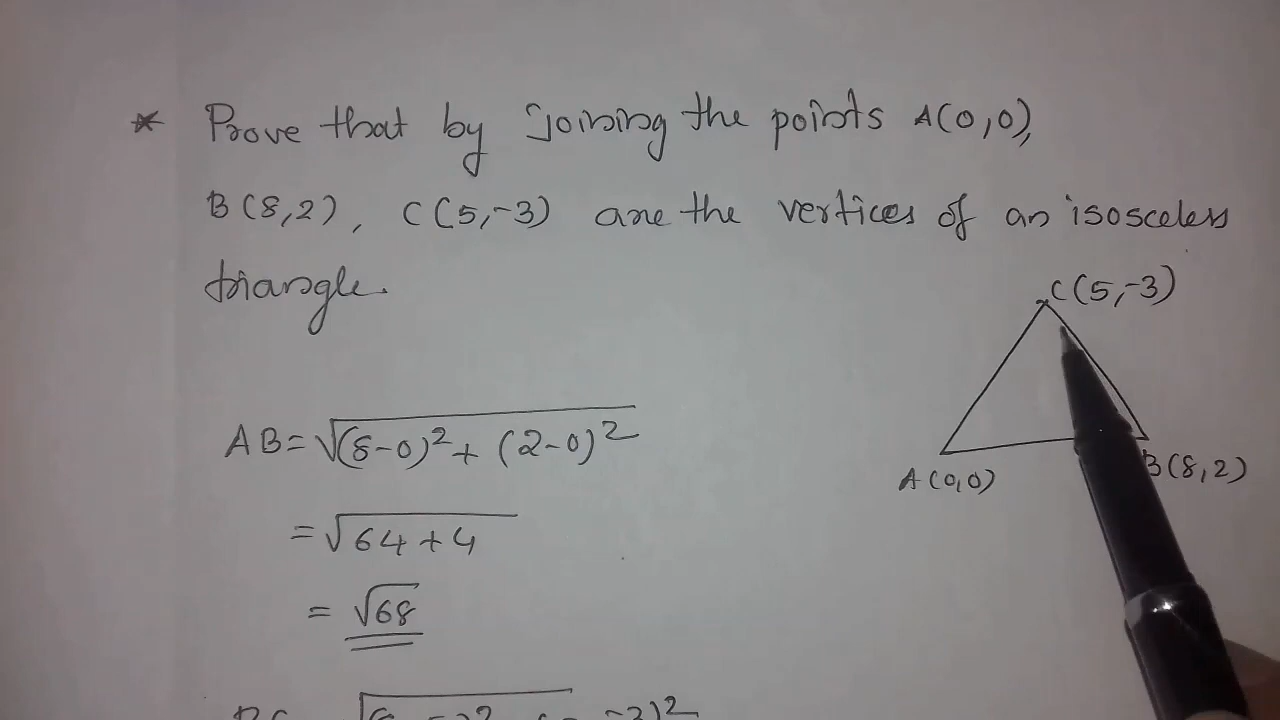 * Prove that by joining the points A(0,0),
B(8,2), C(5,-3) are the vertices of an isosceless
triangle.
C(5,-3)
AB=√(8-0)²+(2-0)²
A(0,0)
B(8,2)
=√64+4
=√68